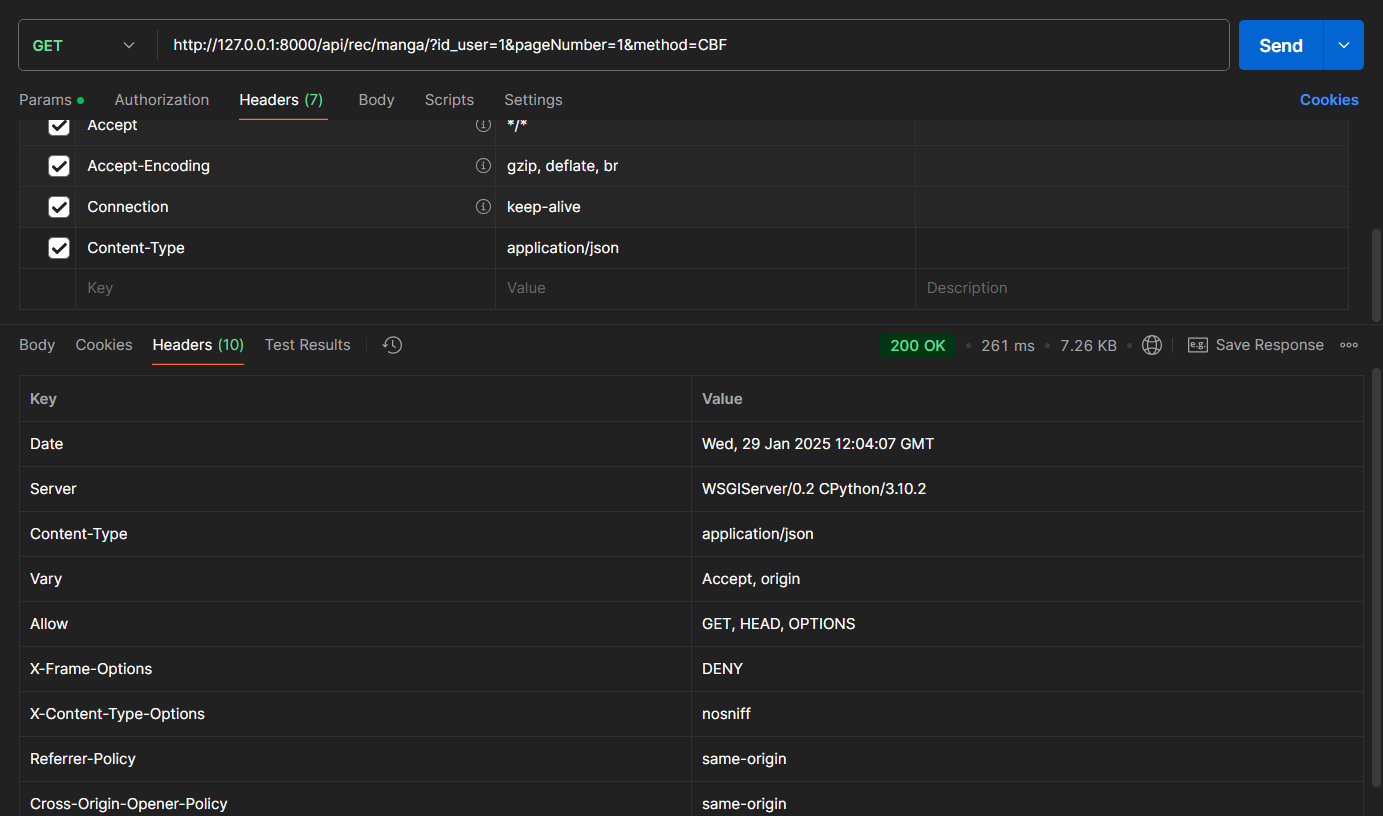 GET http://127.0.0.1:8000/api/rec/manga/?id_user=1&pageNumber=1&method=CBF Send
Params Authorization Headers (7) Body Scripts Settings Cookies
Accept */*
Accept-Encoding gzip, deflate, br
Connection keep-alive
Content-Type application/json
Key Value Description
Body Cookies Headers (10) Test Results 200 OK 261 ms 7.26 KB e.g. Save Response
Key Value
Date Wed, 29 Jan 2025 12:04:07 GMT
Server WSGIServer/0.2 CPython/3.10.2
Content-Type application/json
Vary Accept, origin
Allow GET, HEAD, OPTIONS
X-Frame-Options DENY
X-Content-Type-Options nosniff
Referrer-Policy same-origin
Cross-Origin-Opener-Policy same-origin